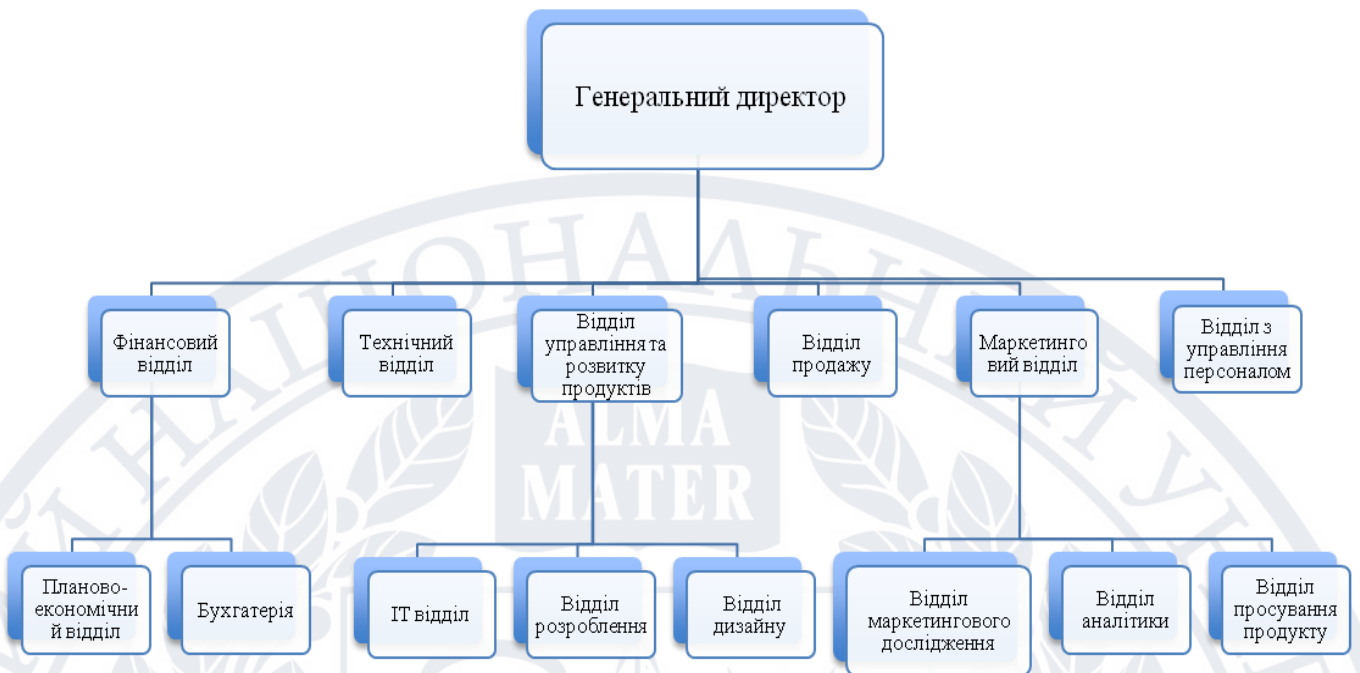 Генеральний директор
НАЦІОНАЛЬНИЙ
ALMA
MATER
Фінансовий
відділ
Технічний
відділ
Відділ
управління та
розвитку
продуктів
Відділ
продажу
Маркетинго
вий відділ
Відділ з
управління
персоналом
Планово-
економічни
й відділ
Бухгатерія
ІТ відділ
Відділ
розроблення
Відділ
дизайну
Відділ
маркетингового
дослідження
Відділ
аналітики
Відділ
просування
продукту